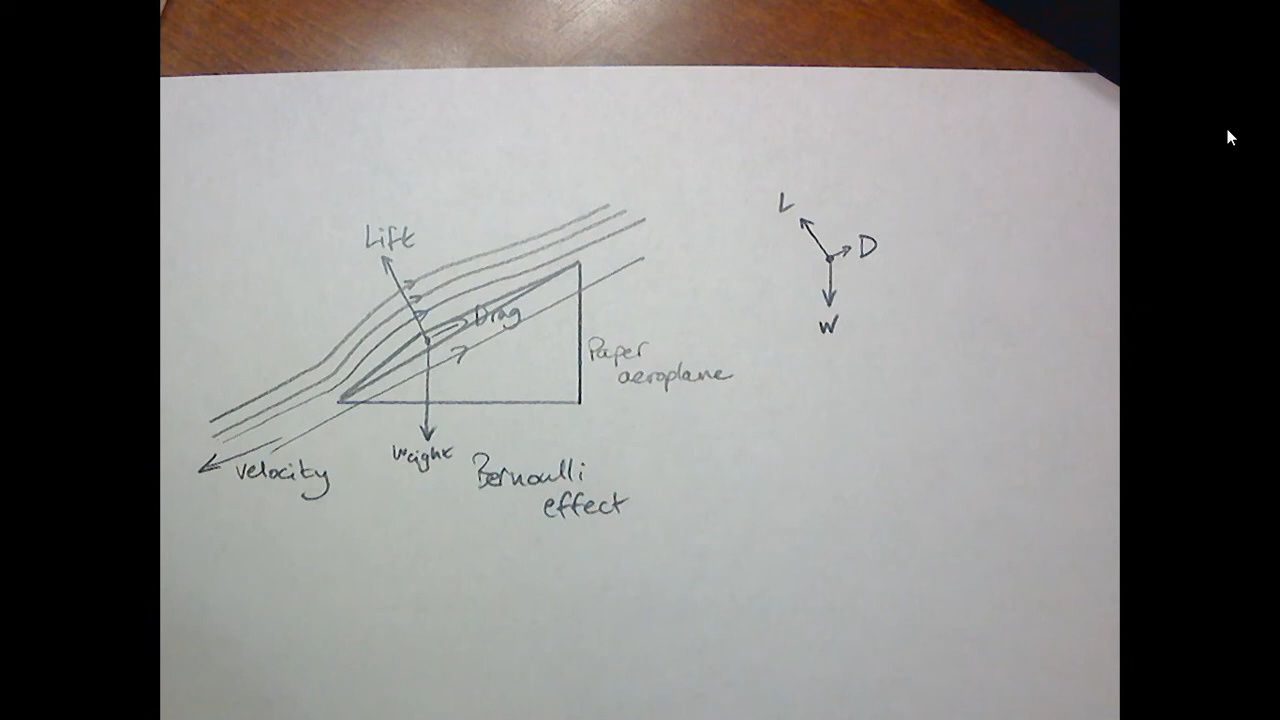 Lift
Drag
Paper
aeroplane
Weight
Velocity
Bernoulli
effect
L
D
W